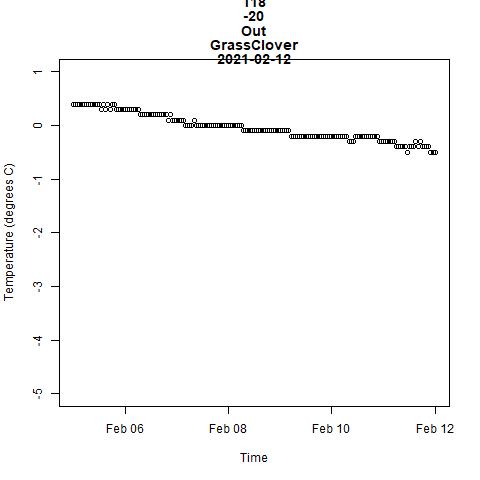 T18
-20
Out
GrassClover
2021-02-12
1
0
-1
-2
-3
-4
-5
Temperature (degrees C)
Feb 06 Feb 08 Feb 10 Feb 12
Time